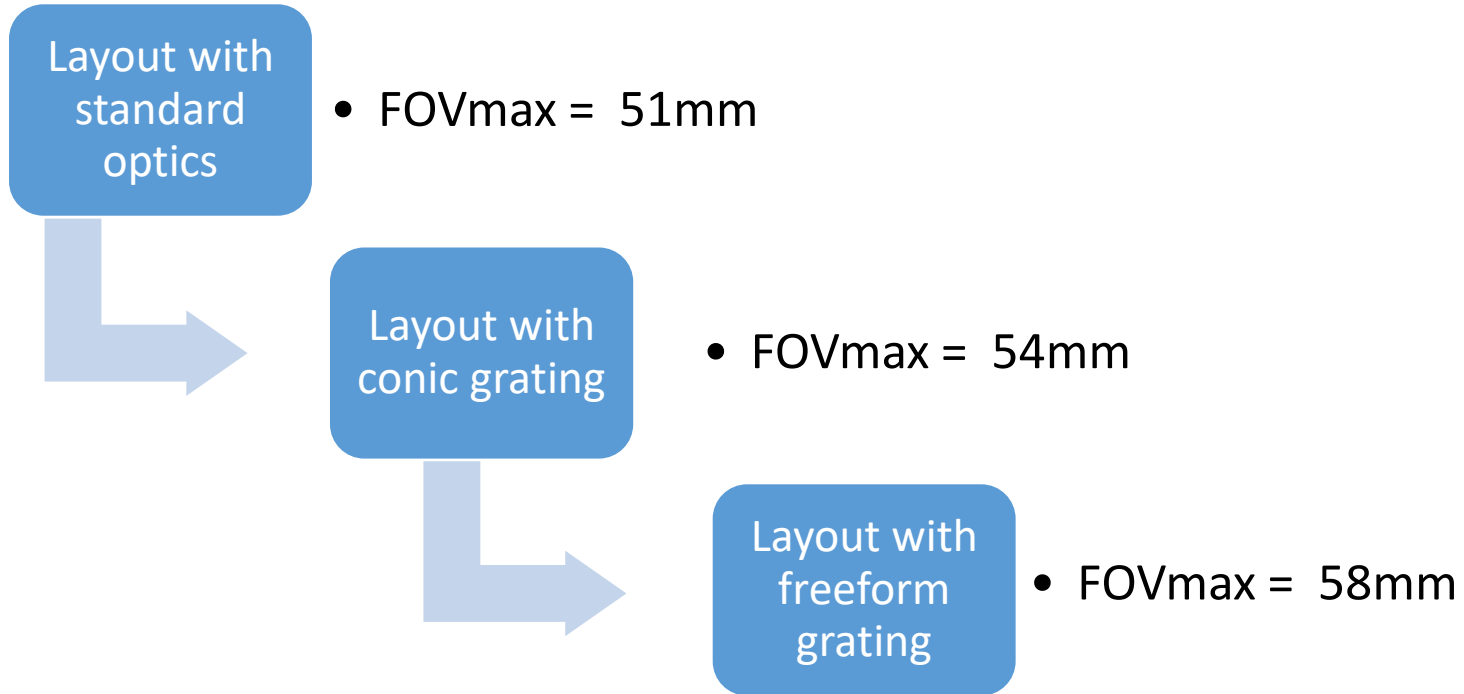 Layout with
standard
optics
• FOVmax = 51mm
Layout with
conic grating
• FOVmax = 54mm
Layout with
freeform
grating
• FOVmax = 58mm